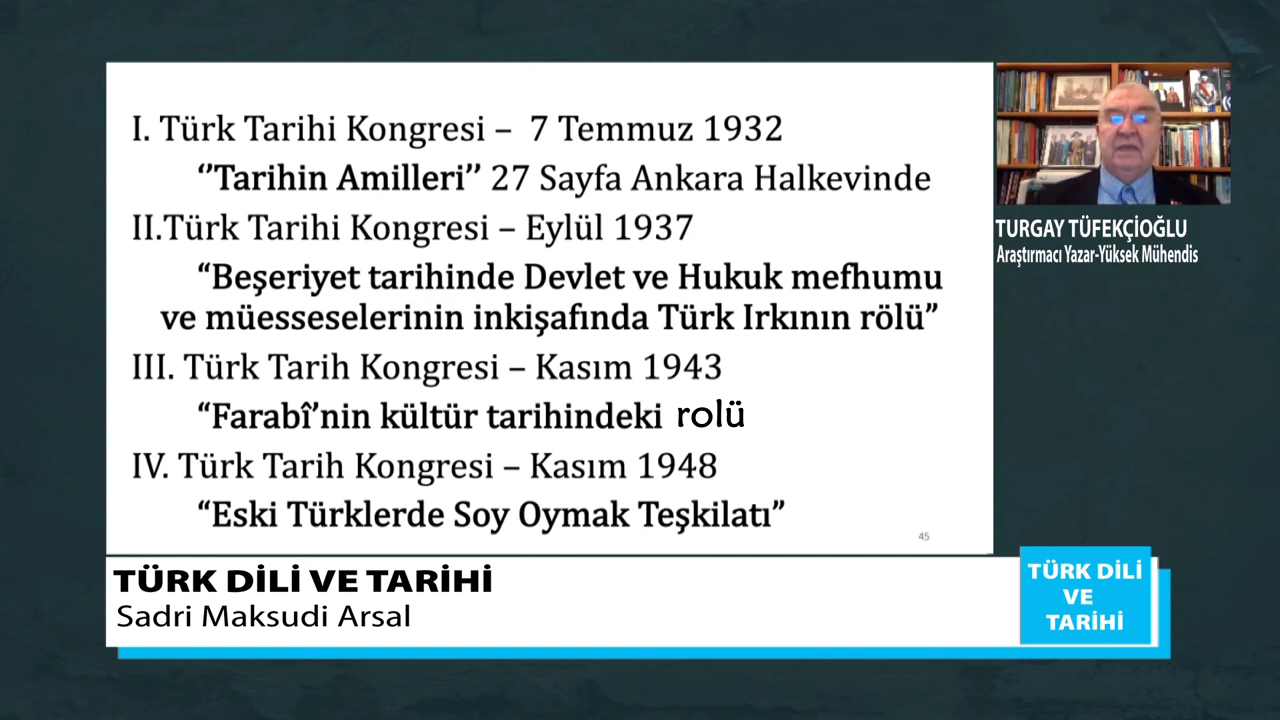 I. Türk Tarihi Kongresi – 7 Temmuz 1932
‘’Tarihin Amilleri’’ 27 Sayfa Ankara Halkevinde
II.Türk Tarihi Kongresi – Eylül 1937
“Beşeriyet tarihinde Devlet ve Hukuk mefhumu
ve müesseselerinin inkişafında Türk Irkının rölü”
III. Türk Tarih Kongresi – Kasım 1943
“Farabî’nin kültür tarihindeki rolü
IV. Türk Tarih Kongresi – Kasım 1948
“Eski Türklerde Soy Oymak Teşkilatı”
45
TURGAY TÜFEKÇİOĞLU
Araştırmacı Yazar-Yüksek Mühendis
TÜRK DİLİ VE TARİHİ
Sadri Maksudi Arsal
TÜRK DİLİ
VE
TARİHİ